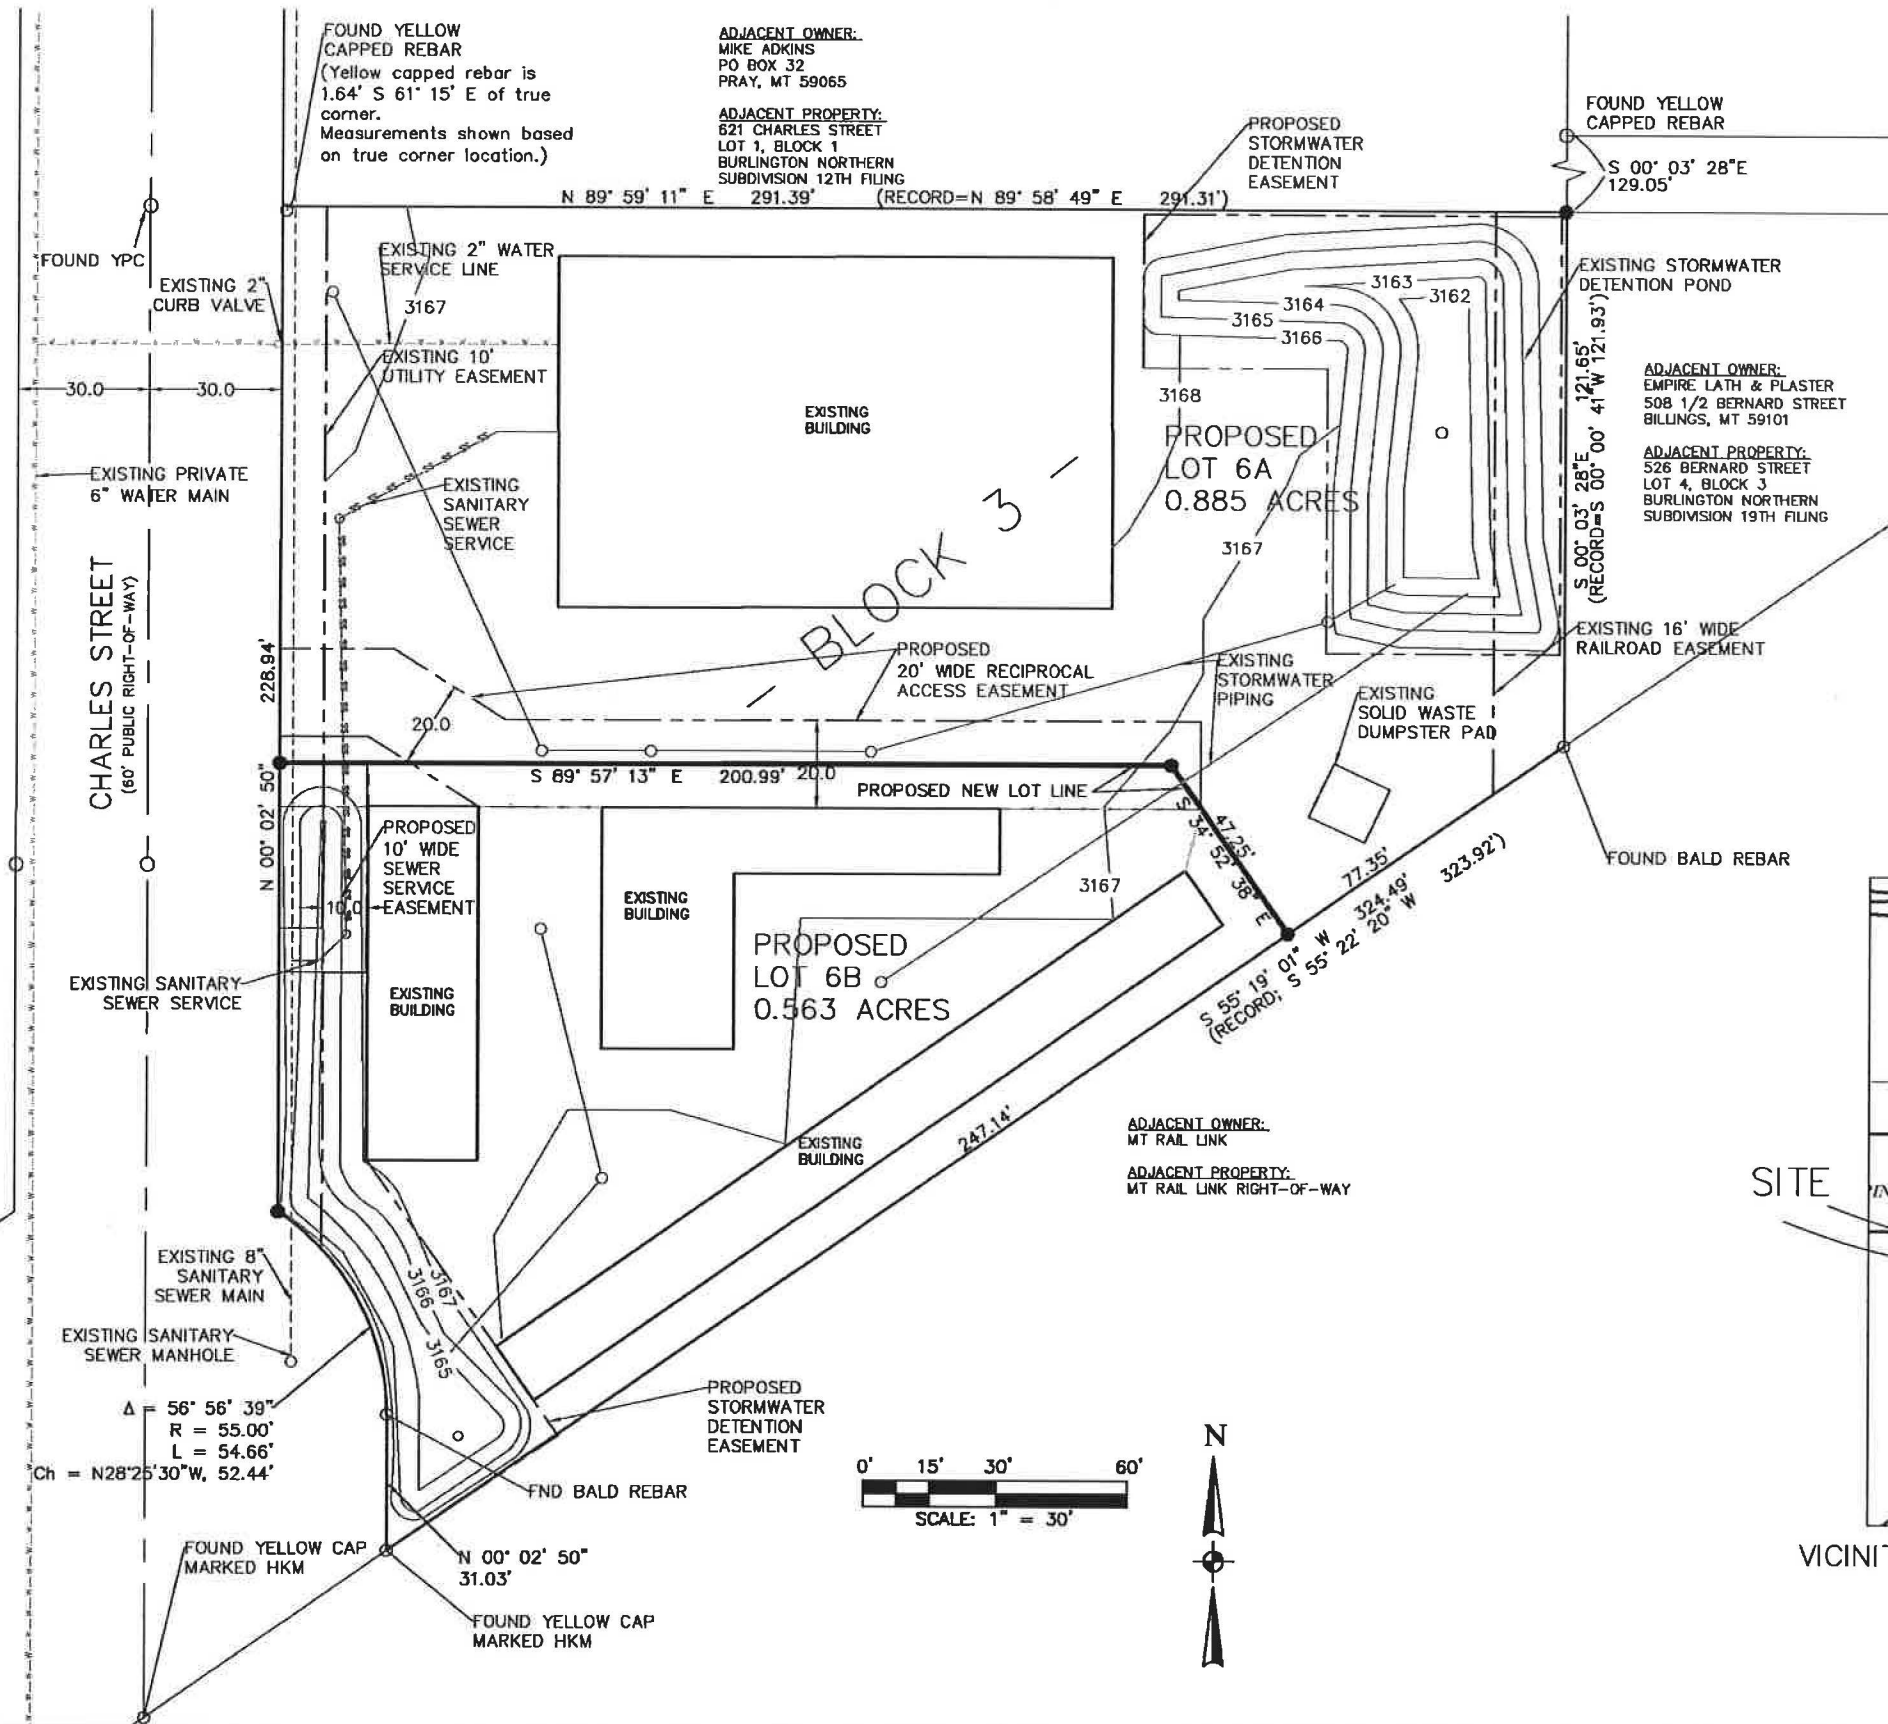 FOUND YELLOW
CAPPED REBAR
(Yellow capped rebar is
1.64' S 61° 15' E of true
corner.
Measurements shown based
on true corner location.)
ADJACENT OWNER:
MIKE ADKINS
PO BOX 32
PRAY, MT 59065
ADJACENT PROPERTY:
621 CHARLES STREET
LOT 1, BLOCK 1
BURLINGTON NORTHERN
SUBDIVISION 12TH FILING
N 89° 59' 11" E 291.39' (RECORD=N 89° 58' 49" E 291.31')
PROPOSED
STORMWATER
DETENTION
EASEMENT
FOUND YELLOW
CAPPED REBAR
S 00° 03' 28"E
129.05'
FOUND YPC
EXISTING 2"
CURB VALVE
EXISTING 2" WATER
SERVICE LINE
3167
EXISTING 10'
UTILITY EASEMENT
30.0
30.0
EXISTING PRIVATE
6" WATER MAIN
EXISTING
SANITARY
SEWER
SERVICE
EXISTING
BUILDING
3163
3162
3164
3165
3166
3168
EXISTING STORMWATER
DETENTION POND
S 00° 03' 28"E 121.65'
(RECORD=S 00° 00' 41"W 121.93')
ADJACENT OWNER:
EMPIRE LATH & PLASTER
508 1/2 BERNARD STREET
BILLINGS, MT 59101
ADJACENT PROPERTY:
526 BERNARD STREET
LOT 4, BLOCK 3
BURLINGTON NORTHERN
SUBDIVISION 19TH FILING
PROPOSED
LOT 6A
0.885 ACRES
3167
- BLOCK 3 -
CHARLES STREET
(60' PUBLIC RIGHT-OF-WAY)
N 00° 02' 50" 228.94'
PROPOSED
20' WIDE RECIPROCAL
ACCESS EASEMENT
EXISTING
STORMWATER
PIPING
EXISTING 16' WIDE
RAILROAD EASEMENT
EXISTING
SOLID WASTE
DUMPSTER PAD
20.0
S 89° 57' 13" E 200.99'
20.0
PROPOSED NEW LOT LINE
47.25'
S 34° 52' 38" E
PROPOSED
10' WIDE
SEWER
SERVICE
EASEMENT
10.0
EXISTING
BUILDING
3167
77.35'
324.49'
323.92')
S 55° 19' 01" W
(RECORD; S 55° 22' 20" W
FOUND BALD REBAR
PROPOSED
LOT 6B
0.563 ACRES
EXISTING SANITARY
SEWER SERVICE
EXISTING
BUILDING
247.14'
EXISTING
BUILDING
ADJACENT OWNER:
MT RAIL LINK
ADJACENT PROPERTY:
MT RAIL LINK RIGHT-OF-WAY
SITE
EXISTING 8"
SANITARY
SEWER MAIN
3167
3166
3165
EXISTING SANITARY
SEWER MANHOLE
Δ = 56° 56' 39"
R = 55.00'
L = 54.66'
Ch = N28°25'30"W, 52.44'
PROPOSED
STORMWATER
DETENTION
EASEMENT
FND BALD REBAR
N
0' 15' 30' 60'
SCALE: 1" = 30'
FOUND YELLOW CAP
MARKED HKM
N 00° 02' 50"
31.03'
FOUND YELLOW CAP
MARKED HKM
VICINI